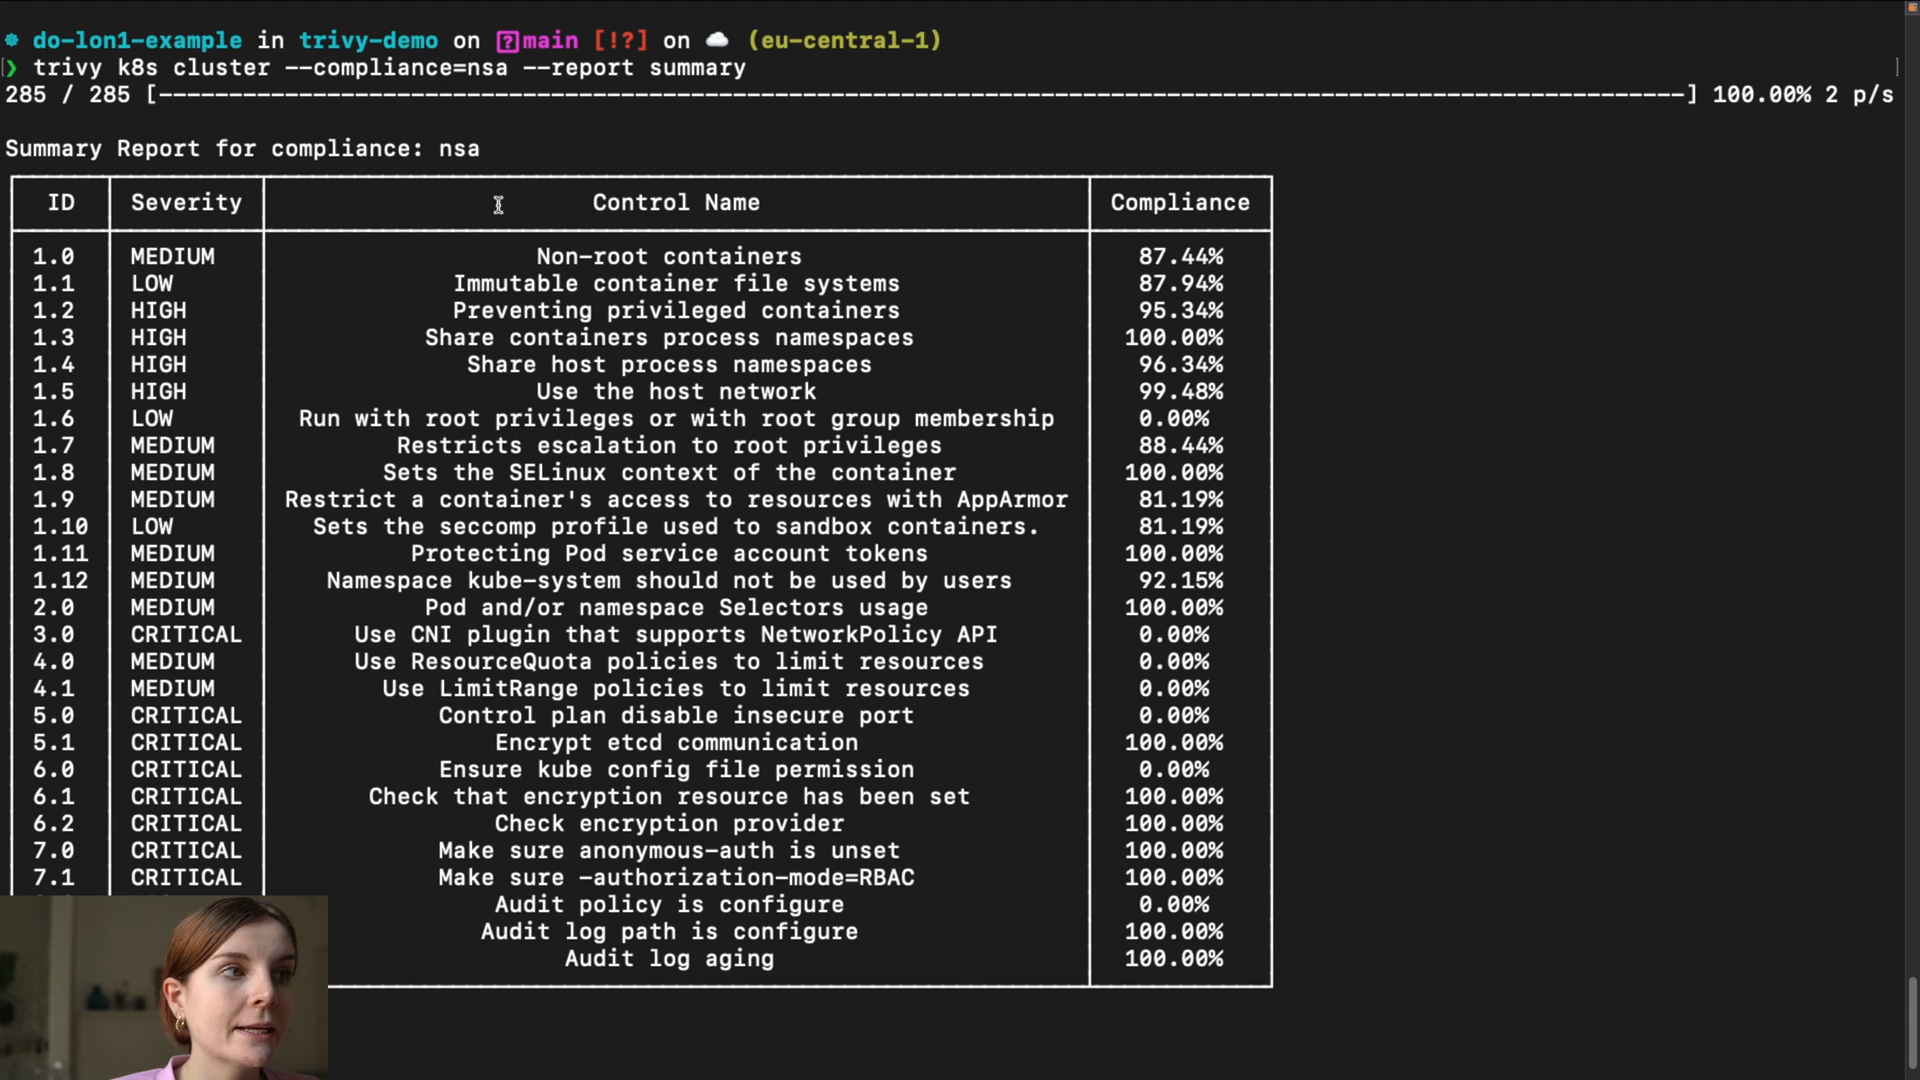 do-lon1-example in trivy-demo on main [!?] on (eu-central-1)
❯ trivy k8s cluster --compliance=nsa --report summary
285 / 285 [------------------------------------------------------------------------------------------------------------] 100.00% 2 p/s
Summary Report for compliance: nsa
ID Severity Control Name Compliance
1.0 MEDIUM Non-root containers 87.44%
1.1 LOW Immutable container file systems 87.94%
1.2 HIGH Preventing privileged containers 95.34%
1.3 HIGH Share containers process namespaces 100.00%
1.4 HIGH Share host process namespaces 96.34%
1.5 HIGH Use the host network 99.48%
1.6 LOW Run with root privileges or with root group membership 0.00%
1.7 MEDIUM Restricts escalation to root privileges 88.44%
1.8 MEDIUM Sets the SELinux context of the container 100.00%
1.9 MEDIUM Restrict a container's access to resources with AppArmor 81.19%
1.10 LOW Sets the seccomp profile used to sandbox containers. 81.19%
1.11 MEDIUM Protecting Pod service account tokens 100.00%
1.12 MEDIUM Namespace kube-system should not be used by users 92.15%
2.0 MEDIUM Pod and/or namespace Selectors usage 100.00%
3.0 CRITICAL Use CNI plugin that supports NetworkPolicy API 0.00%
4.0 MEDIUM Use ResourceQuota policies to limit resources 0.00%
4.1 MEDIUM Use LimitRange policies to limit resources 0.00%
5.0 CRITICAL Control plan disable insecure port 0.00%
5.1 CRITICAL Encrypt etcd communication 100.00%
6.0 CRITICAL Ensure kube config file permission 0.00%
6.1 CRITICAL Check that encryption resource has been set 100.00%
6.2 CRITICAL Check encryption provider 100.00%
7.0 CRITICAL Make sure anonymous-auth is unset 100.00%
7.1 CRITICAL Make sure -authorization-mode=RBAC 100.00%
Audit policy is configure 0.00%
Audit log path is configure 100.00%
Audit log aging 100.00%